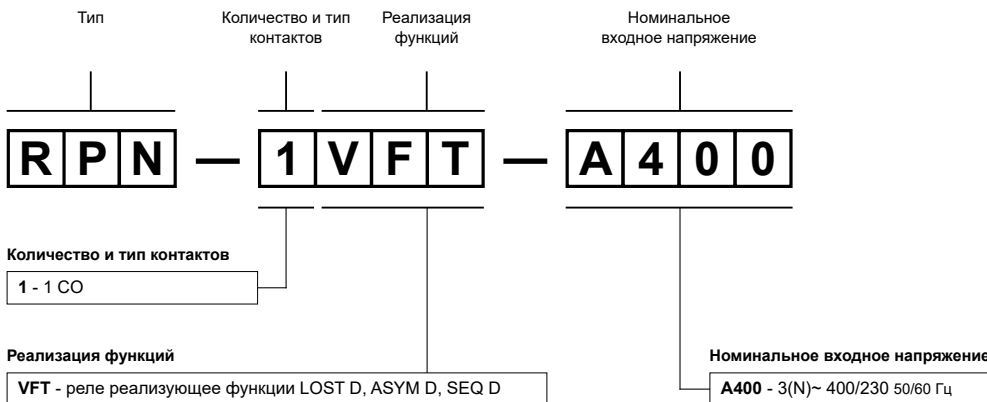 Тип
Количество и тип
контактов
Реализация
функций
Номинальное
входное напряжение
RPN — 1VFT — A400
Количество и тип контактов
1 - 1 CO
Реализация функций
VFT - реле реализующее функции LOST D, ASYM D, SEQ D
Номинальное входное напряжение
A400 - 3(N)~ 400/230 50/60 Гц